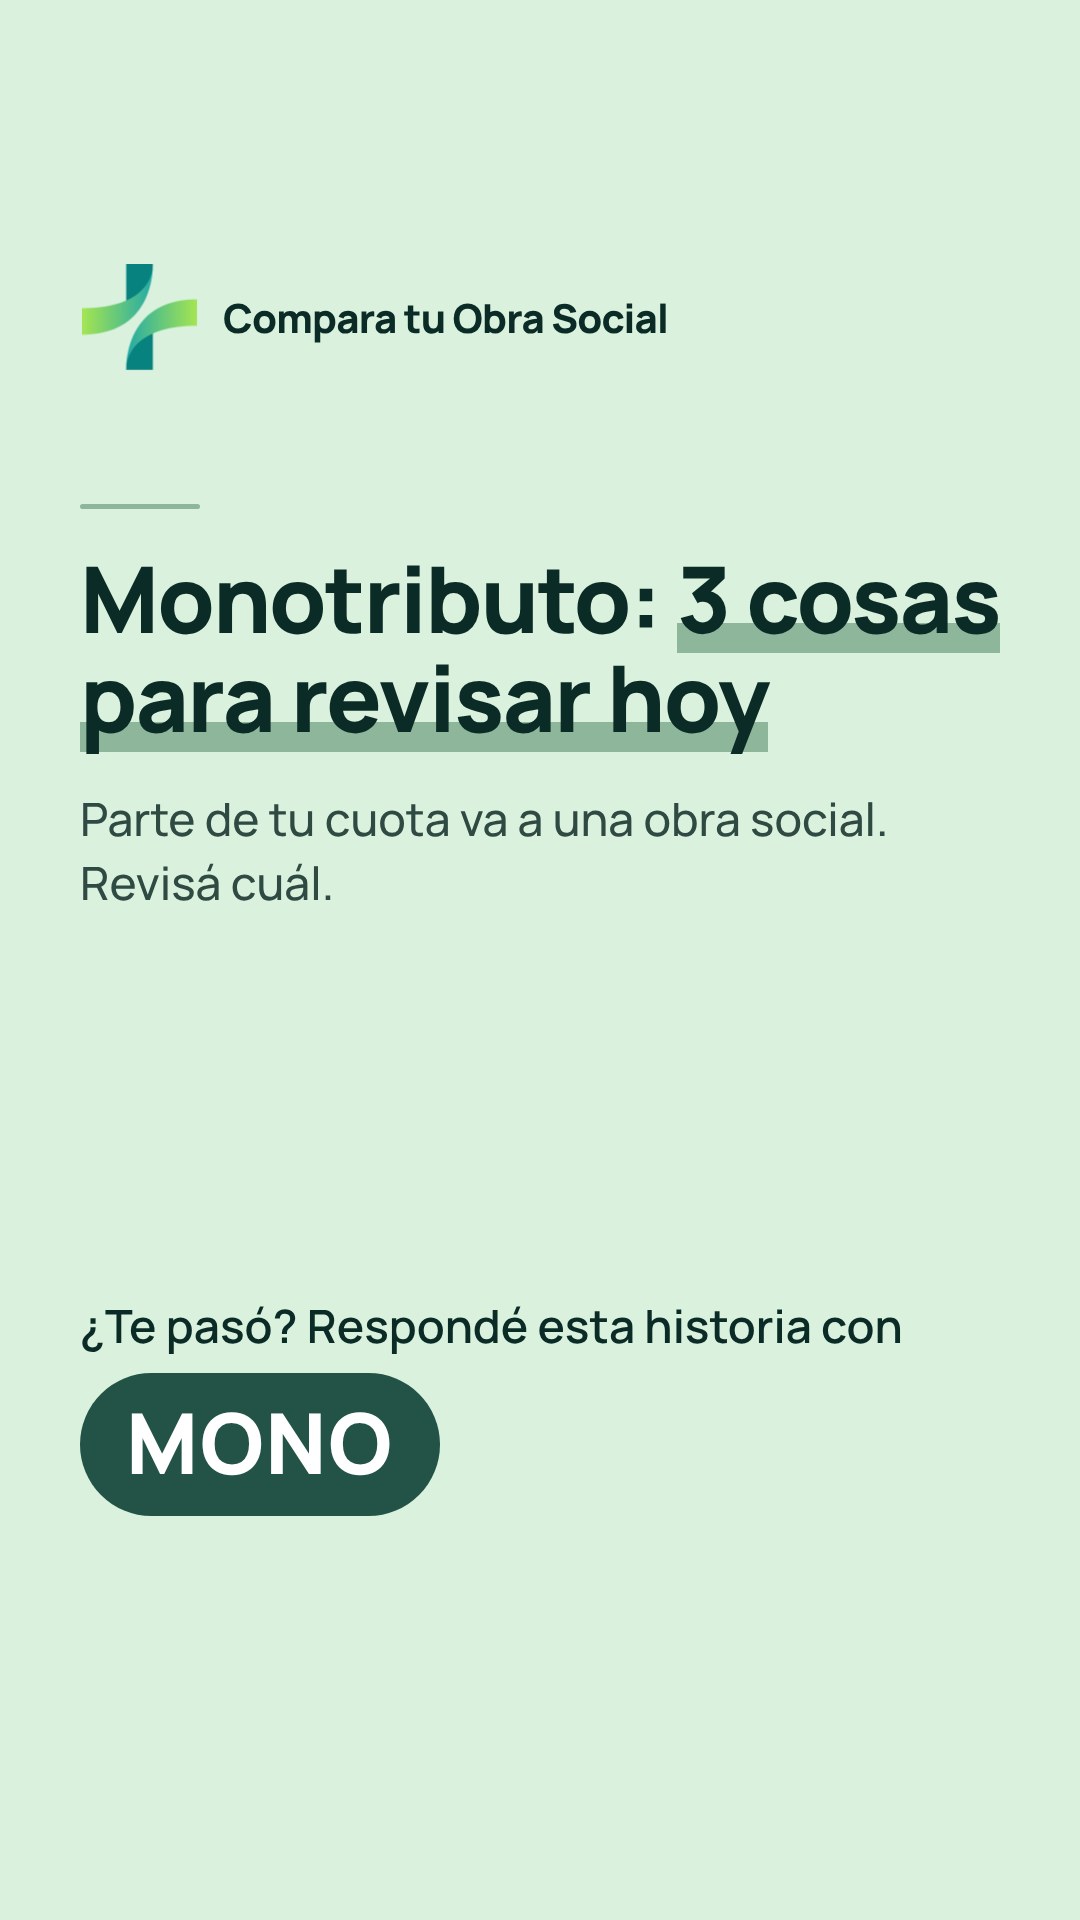 Compara tu Obra Social
Monotributo: 3 cosas
para revisar hoy
Parte de tu cuota va a una obra social.
Revisá cuál.
¿Te pasó? Respondé esta historia con
MONO